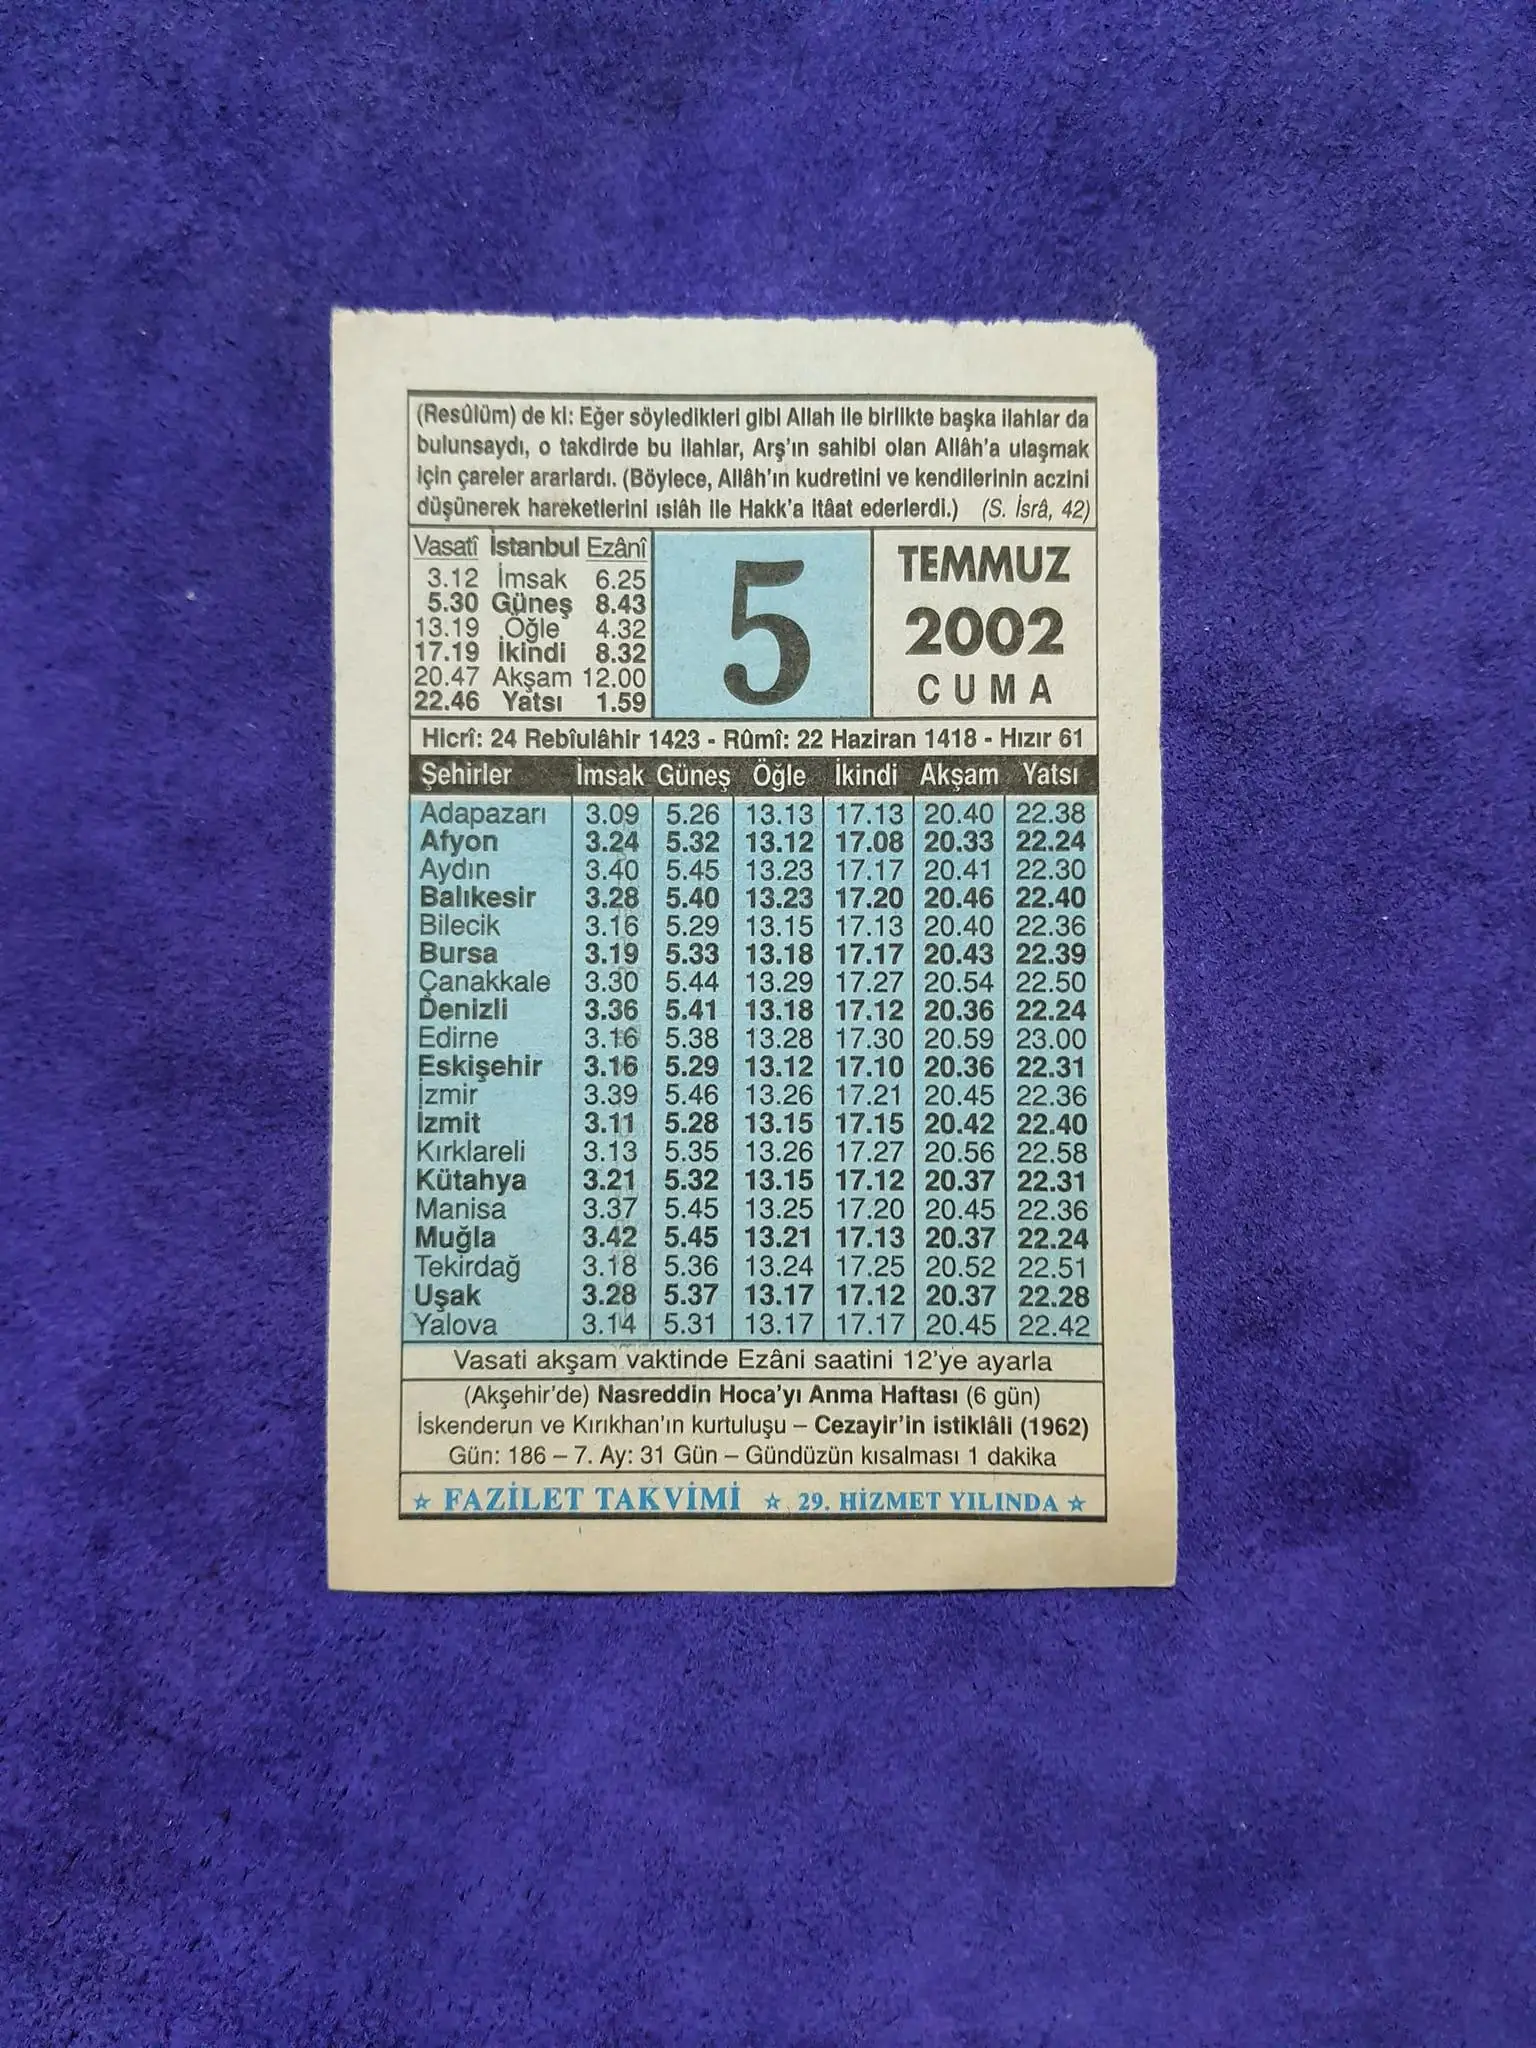 (Resûlüm) de ki: Eğer söyledikleri gibi Allah ile birlikte başka ilahlar da
bulunsaydı, o takdirde bu ilahlar, Arş'ın sahibi olan Allâh'a ulaşmak
için çareler ararlardı. (Böylece, Allâh'ın kudretini ve kendilerinin aczini
düşünerek hareketlerini ıslâh ile Hakk'a itâat ederlerdi.) (S. İsrâ, 42)
Vasatî İstanbul Ezânî
3.12 İmsak 6.25
5.30 Güneş 8.43
13.19 Öğle 4.32
17.19 İkindi 8.32
20.47 Akşam 12.00
22.46 Yatsı 1.59
5
TEMMUZ
2002
CUMA
Hicrî: 24 Rebîulâhir 1423 - Rûmî: 22 Haziran 1418 - Hızır 61
Şehirler İmsak Güneş Öğle İkindi Akşam Yatsı
Adapazarı 3.09 5.26 13.13 17.13 20.40 22.38
Afyon 3.24 5.32 13.12 17.08 20.33 22.24
Aydın 3.40 5.45 13.23 17.17 20.41 22.30
Balıkesir 3.28 5.40 13.23 17.20 20.46 22.40
Bilecik 3.16 5.29 13.15 17.13 20.40 22.36
Bursa 3.19 5.33 13.18 17.17 20.43 22.39
Çanakkale 3.30 5.44 13.29 17.27 20.54 22.50
Denizli 3.36 5.41 13.18 17.12 20.36 22.24
Edirne 3.16 5.38 13.28 17.30 20.59 23.00
Eskişehir 3.16 5.29 13.12 17.10 20.36 22.31
İzmir 3.39 5.46 13.26 17.21 20.45 22.36
İzmit 3.11 5.28 13.15 17.15 20.42 22.40
Kırklareli 3.13 5.35 13.26 17.27 20.56 22.58
Kütahya 3.21 5.32 13.15 17.12 20.37 22.31
Manisa 3.37 5.45 13.25 17.20 20.45 22.36
Muğla 3.42 5.45 13.21 17.13 20.37 22.24
Tekirdağ 3.18 5.36 13.24 17.25 20.52 22.51
Uşak 3.28 5.37 13.17 17.12 20.37 22.28
Yalova 3.14 5.31 13.17 17.17 20.45 22.42
Vasati akşam vaktinde Ezâni saatini 12'ye ayarla
(Akşehir'de) Nasreddin Hoca'yı Anma Haftası (6 gün)
İskenderun ve Kırıkhan'ın kurtuluşu – Cezayir'in istiklâli (1962)
Gün: 186 – 7. Ay: 31 Gün – Gündüzün kısalması 1 dakika
☆ FAZİLET TAKVİMİ ☆ 29. HİZMET YILINDA ☆